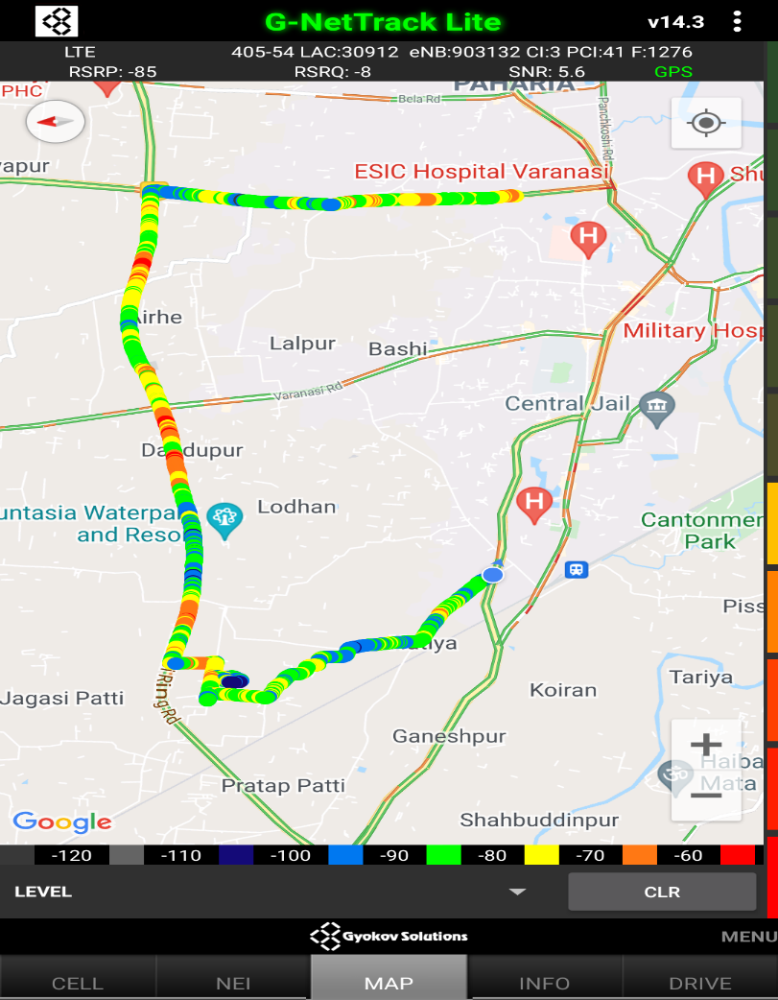 G-NetTrack Lite
v14.3
LTE
405-54 LAC:30912 eNB:903132 CI:3 PCI:41 F:1276
RSRP: -85
RSRQ: -8
SNR: 5.6
GPS
PHC
PAHARIA
Bela Rd
Panchkoshi Rd
yapur
ESIC Hospital Varanasi
H
Shu
H
Airhe
Lalpur
Bashi
Military Hosp
Varanasi Rd
Central Jail
Dandupur
untasia Waterpa
and Reso
Lodhan
H
Cantonmen
Park
Piss
tiya
Tariya
Ring Rd
Jagasi Patti
Koiran
Ganeshpur
+
Haiba
Mata
Pratap Patti
−
Google
Shahbuddinpur
-120 -110 -100 -90 -80 -70 -60
LEVEL
CLR
Gyokov Solutions
MENU
CELL
NEI
MAP
INFO
DRIVE